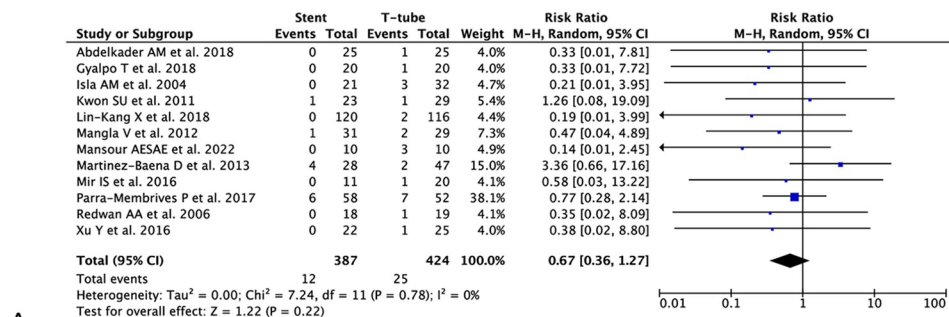 Stent T-tube Risk Ratio Risk Ratio
Study or Subgroup Events Total Events Total Weight M-H, Random, 95% CI M-H, Random, 95% CI
Abdelkader AM et al. 2018 0 25 1 25 4.0% 0.33 [0.01, 7.81]
Gyalpo T et al. 2018 0 20 1 20 4.0% 0.33 [0.01, 7.72]
Isla AM et al. 2004 0 21 3 32 4.7% 0.21 [0.01, 3.95]
Kwon SU et al. 2011 1 23 1 29 5.4% 1.26 [0.08, 19.09]
Lin-Kang X et al. 2018 0 120 2 116 4.4% 0.19 [0.01, 3.99]
Mangla V et al. 2012 1 31 2 29 7.3% 0.47 [0.04, 4.89]
Mansour AESAE et al. 2022 0 10 3 10 4.9% 0.14 [0.01, 2.45]
Martinez-Baena D et al. 2013 4 28 2 47 15.0% 3.36 [0.66, 17.16]
Mir IS et al. 2016 0 11 1 20 4.1% 0.58 [0.03, 13.22]
Parra-Membrives P et al. 2017 6 58 7 52 38.1% 0.77 [0.28, 2.14]
Redwan AA et al. 2006 0 18 1 19 4.1% 0.35 [0.02, 8.09]
Xu Y et al. 2016 0 22 1 25 4.0% 0.38 [0.02, 8.80]
Total (95% CI) 387 424 100.0% 0.67 [0.36, 1.27]
Total events 12 25
Heterogeneity: Tau² = 0.00; Chi² = 7.24, df = 11 (P = 0.78); I² = 0%
Test for overall effect: Z = 1.22 (P = 0.22)
0.01 0.1 1 10 100